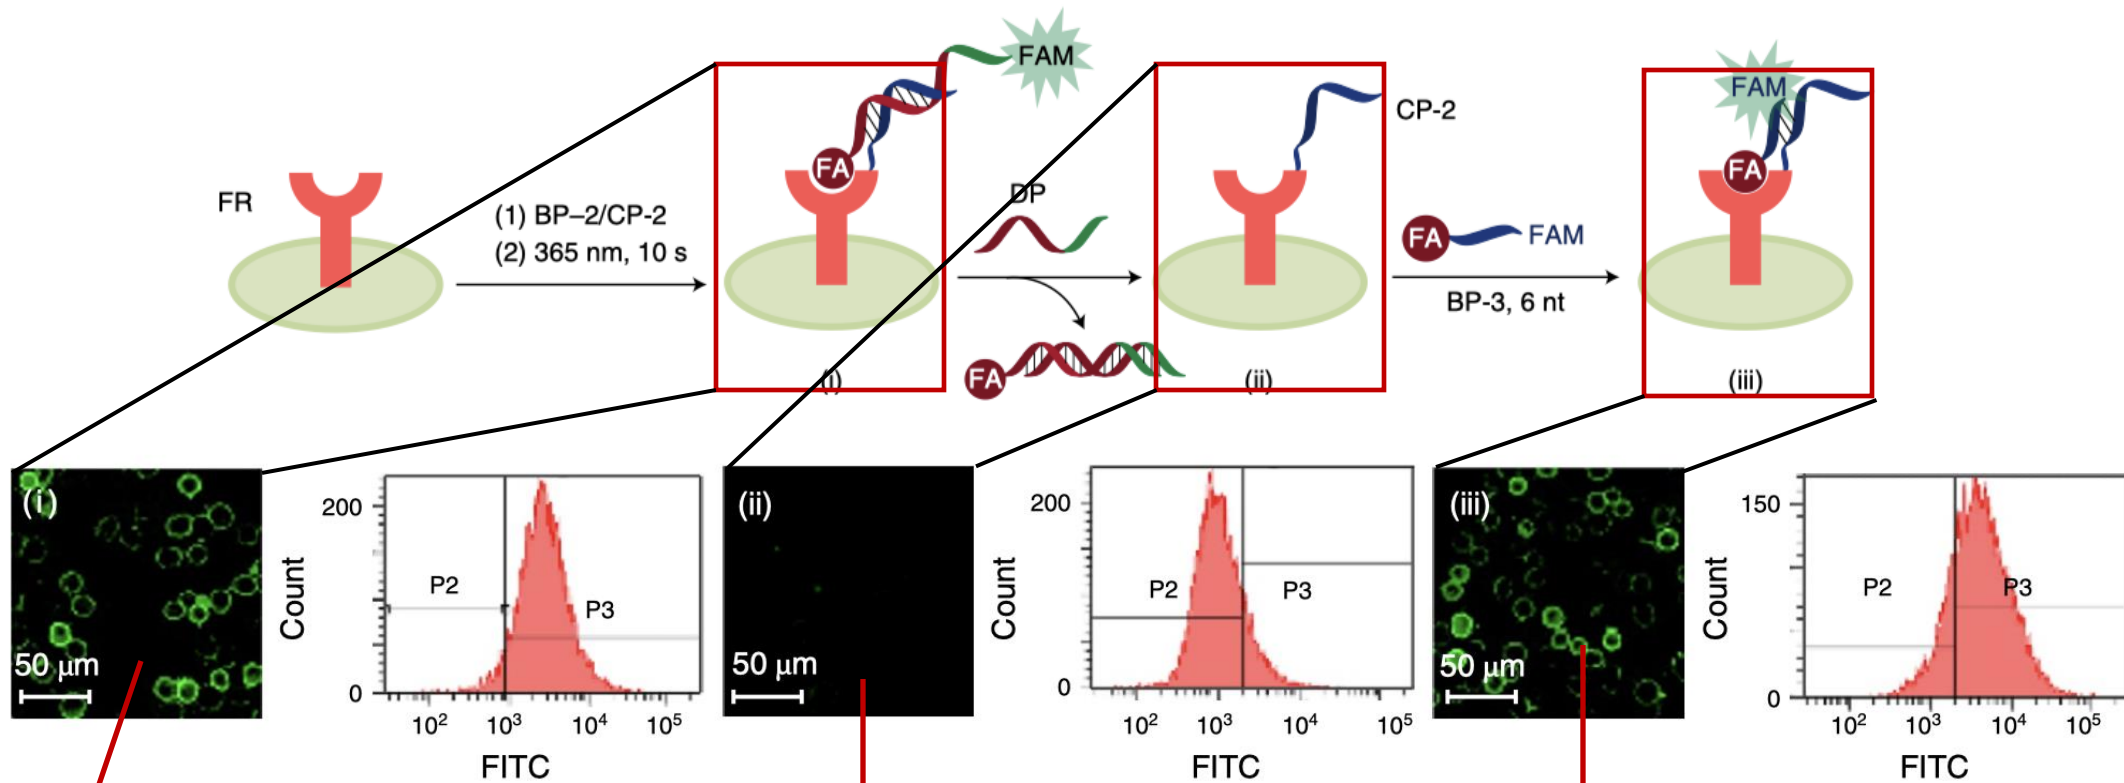 FAM
FAM
CP-2
FA
FA
DP
FR
(1) BP–2/CP-2
(2) 365 nm, 10 s
FA
FAM
BP-3, 6 nt
FA
(i)
(ii)
(iii)
(i)
50 μm
200
0
Count
P2
P3
10² 10³ 10⁴ 10⁵
FITC
(ii)
50 μm
200
0
Count
P2
P3
10² 10³ 10⁴ 10⁵
FITC
(iii)
50 μm
150
0
Count
P2
P3
10² 10³ 10⁴ 10⁵
FITC